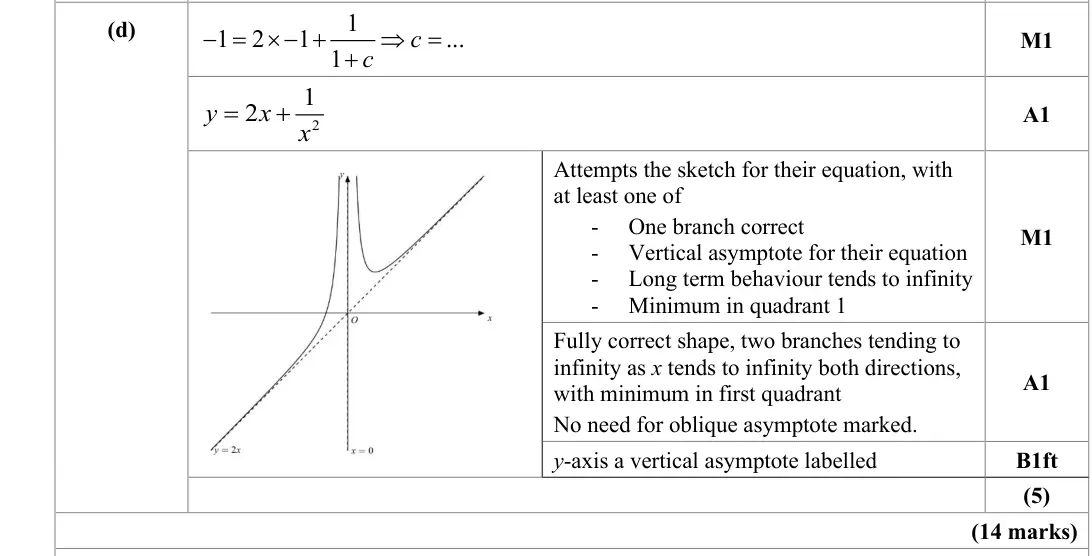 (d)
−1 = 2 × −1 + 1/(1 + c) ⇒ c = ...
M1
y = 2x + 1/x²
A1
y
O
x
y = 2x
x = 0
Attempts the sketch for their equation, with
at least one of
- One branch correct
- Vertical asymptote for their equation
- Long term behaviour tends to infinity
- Minimum in quadrant 1
M1
Fully correct shape, two branches tending to
infinity as x tends to infinity both directions,
with minimum in first quadrant
No need for oblique asymptote marked.
A1
y-axis a vertical asymptote labelled
B1ft
(5)
(14 marks)